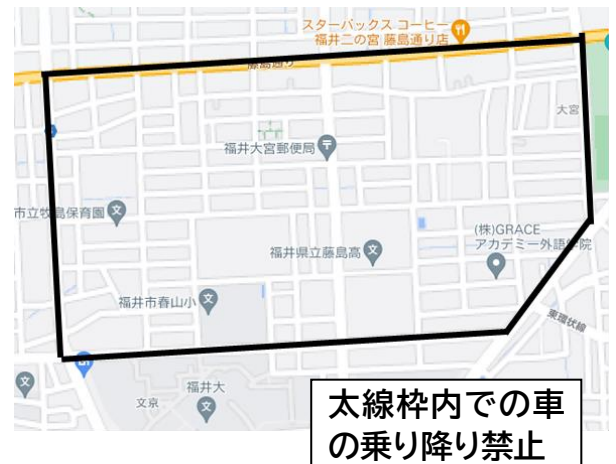 スターバックス コーヒー
福井二の宮 藤島通り店
藤島通り
大宮
福井大宮郵便局
市立牧島保育園
(株)GRACE
アカデミー外語学院
福井県立藤島高
福井市春山小
東環状線
福井大
文京
太線枠内での車
の乗り降り禁止